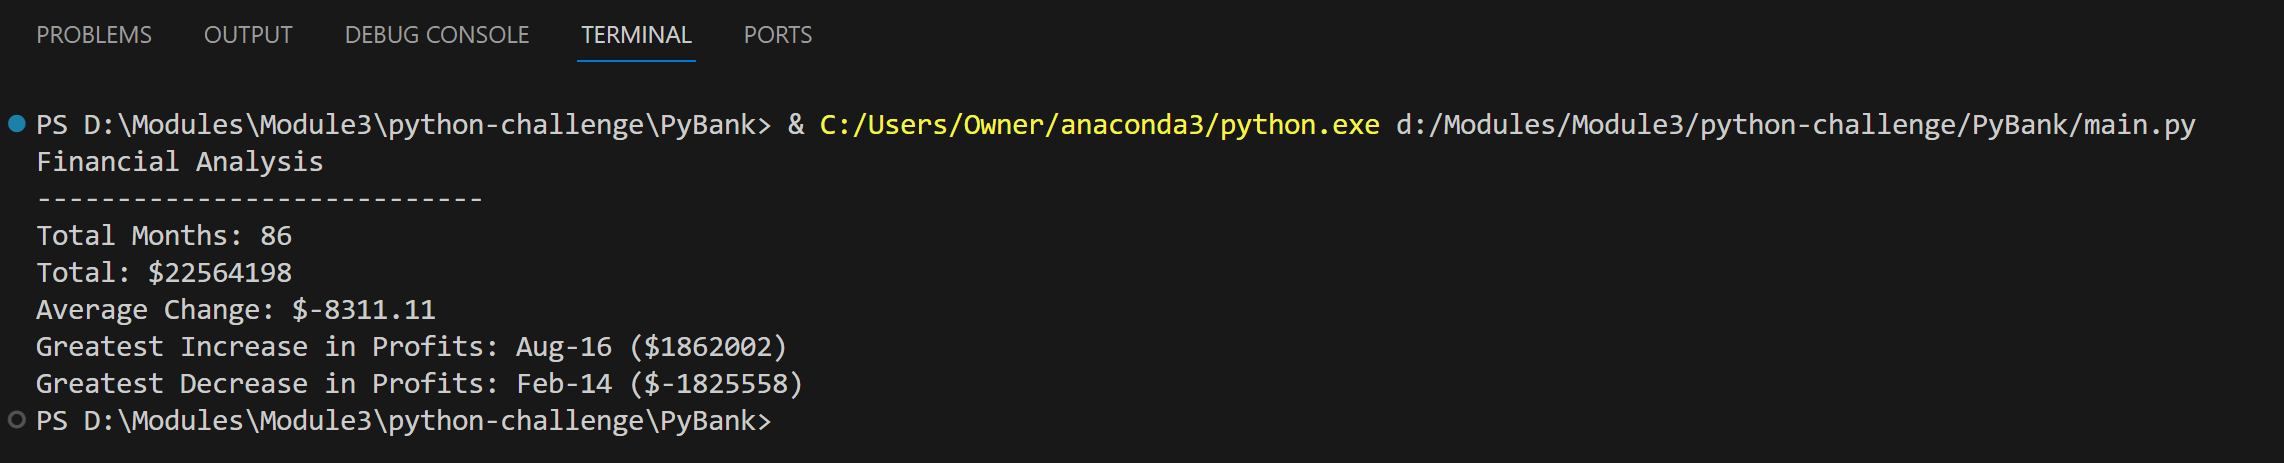 PROBLEMS OUTPUT DEBUG CONSOLE TERMINAL PORTS
PS D:\Modules\Module3\python-challenge\PyBank> & C:/Users/Owner/anaconda3/python.exe d:/Modules/Module3/python-challenge/PyBank/main.py
Financial Analysis
----------------------------
Total Months: 86
Total: $22564198
Average Change: $-8311.11
Greatest Increase in Profits: Aug-16 ($1862002)
Greatest Decrease in Profits: Feb-14 ($-1825558)
PS D:\Modules\Module3\python-challenge\PyBank>